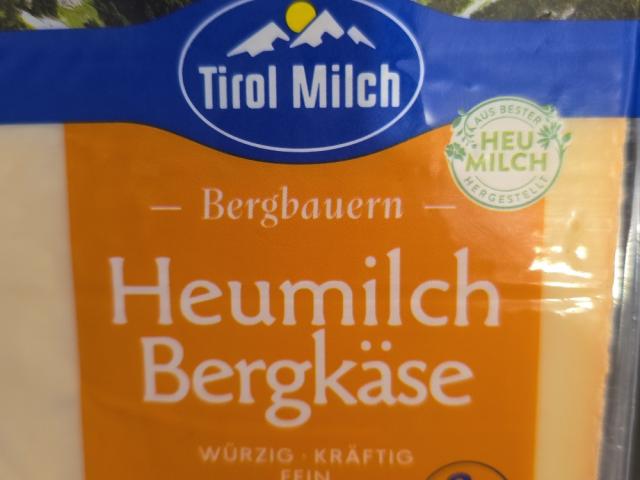 Tirol Milch
AUS BESTER
HEU
MILCH
HERGESTELLT
— Bergbauern —
Heumilch
Bergkäse
WÜRZIG · KRÄFTIG
FEIN